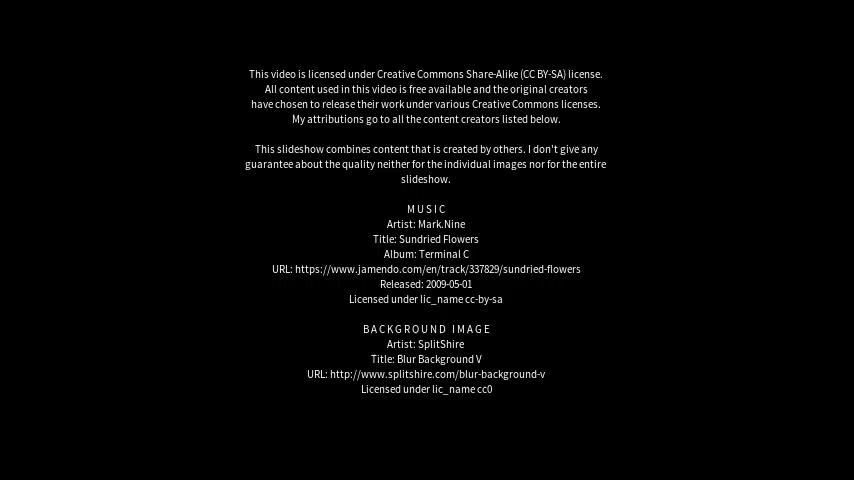 This video is licensed under Creative Commons Share-Alike (CC BY-SA) license.
All content used in this video is free available and the original creators
have chosen to release their work under various Creative Commons licenses.
My attributions go to all the content creators listed below.
This slideshow combines content that is created by others. I don't give any
guarantee about the quality neither for the individual images nor for the entire
slideshow.
MUSIC
Artist: Mark.Nine
Title: Sundried Flowers
Album: Terminal C
URL: https://www.jamendo.com/en/track/337829/sundried-flowers
Released: 2009-05-01
Licensed under lic_name cc-by-sa
BACKGROUND IMAGE
Artist: SplitShire
Title: Blur Background V
URL: http://www.splitshire.com/blur-background-v
Licensed under lic_name cc0